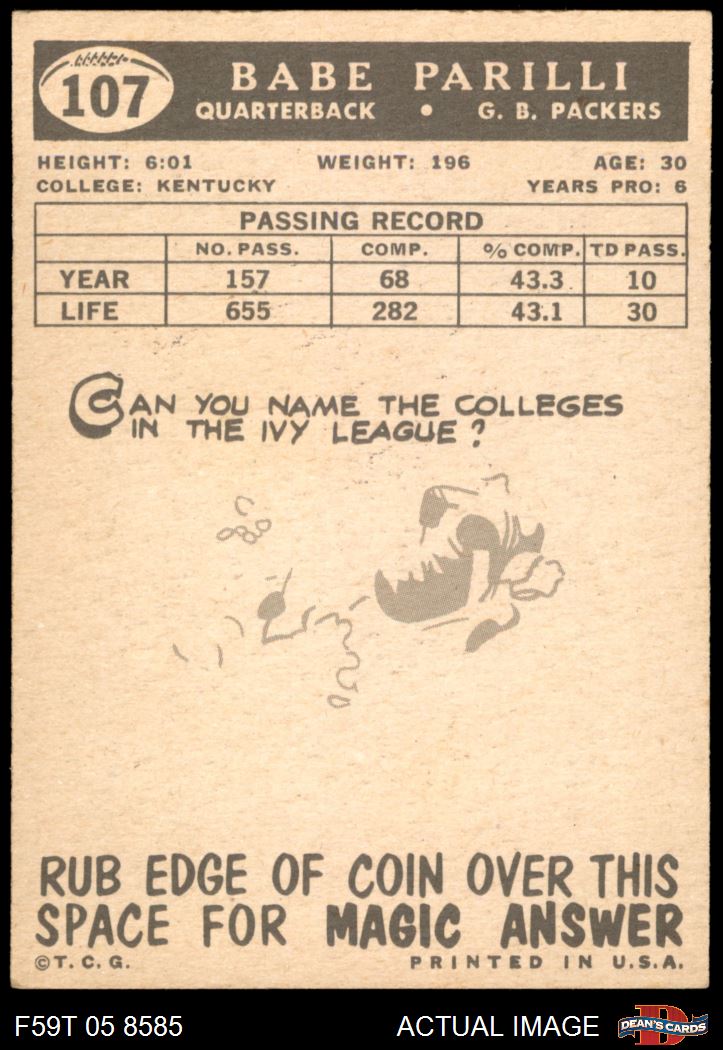 107
BABE PARILLI
QUARTERBACK • G. B. PACKERS
HEIGHT: 6:01 WEIGHT: 196 AGE: 30
COLLEGE: KENTUCKY YEARS PRO: 6
PASSING RECORD
NO. PASS. COMP. % COMP. TD PASS.
YEAR 157 68 43.3 10
LIFE 655 282 43.1 30
CAN YOU NAME THE COLLEGES
IN THE IVY LEAGUE?
RUB EDGE OF COIN OVER THIS
SPACE FOR MAGIC ANSWER
©T. C. G. PRINTED IN U.S.A.
F59T 05 8585 ACTUAL IMAGE DEAN'S CARDS